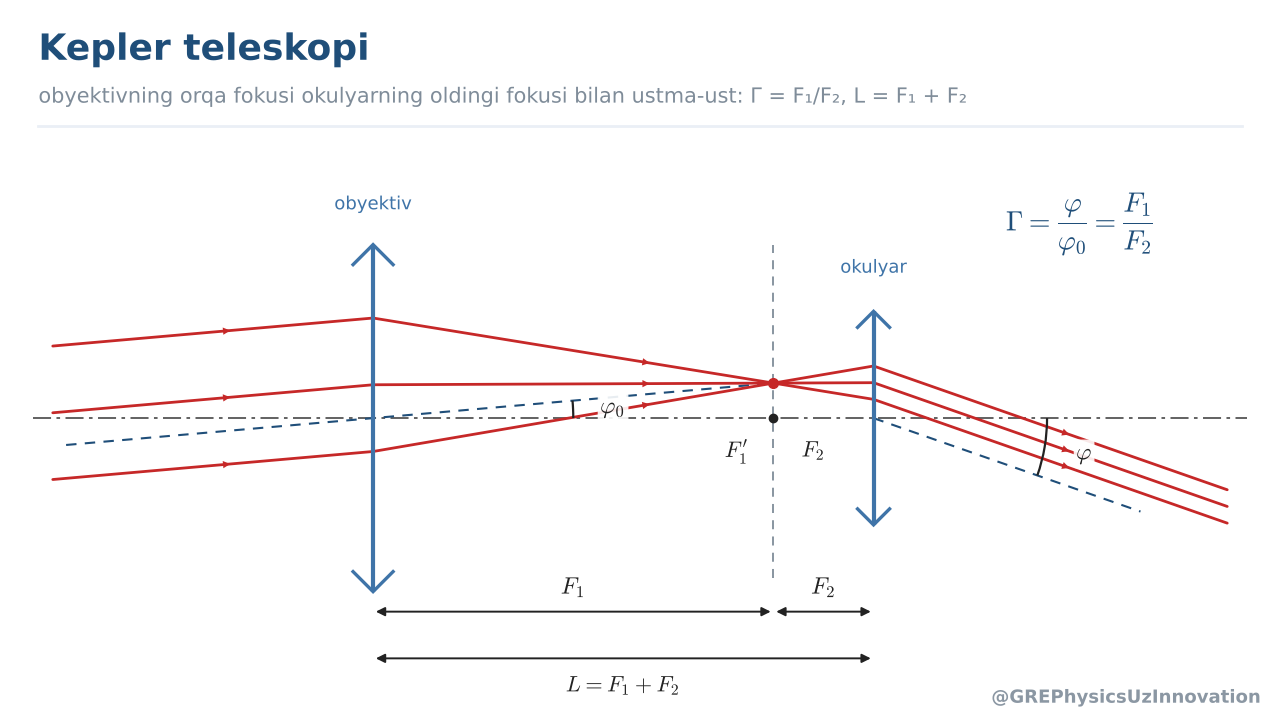 Kepler teleskopi
obyektivning orqa fokusi okulyarning oldingi fokusi bilan ustma-ust: Γ = F₁/F₂, L = F₁ + F₂
obyektiv
Γ = φ/φ₀ = F₁/F₂
okulyar
φ₀
F₁′ F₂
φ
F₁ F₂
L = F₁ + F₂
@GREPhysicsUzInnovation